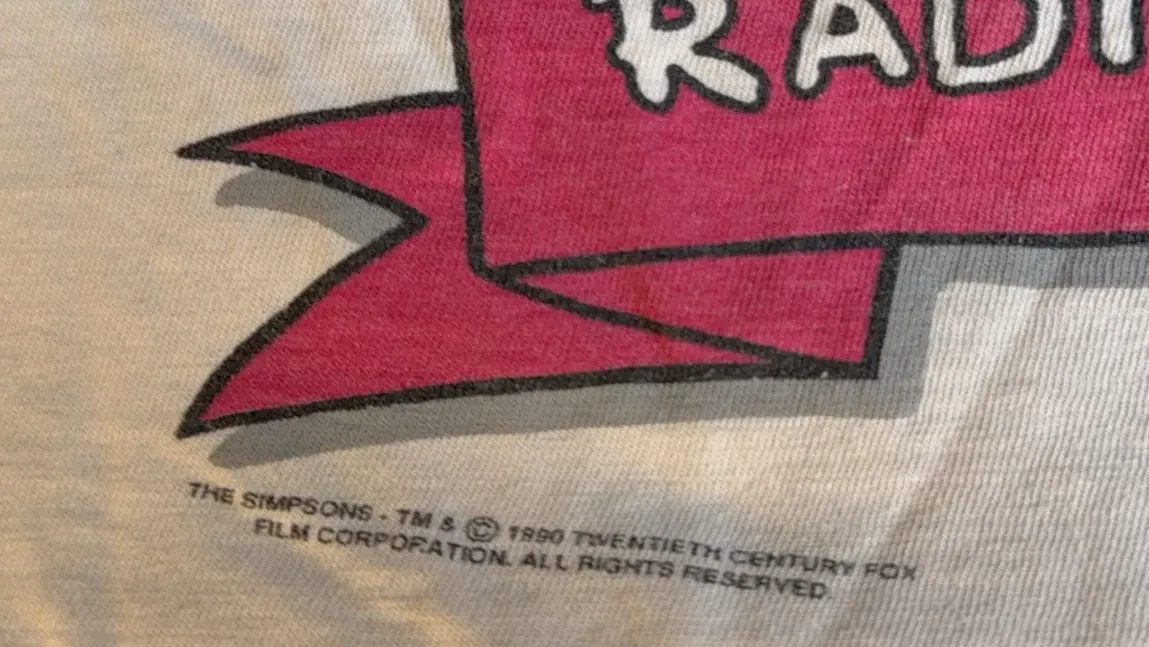 RADI
THE SIMPSONS - TM & © 1990 TWENTIETH CENTURY FOX
FILM CORPORATION. ALL RIGHTS RESERVED.